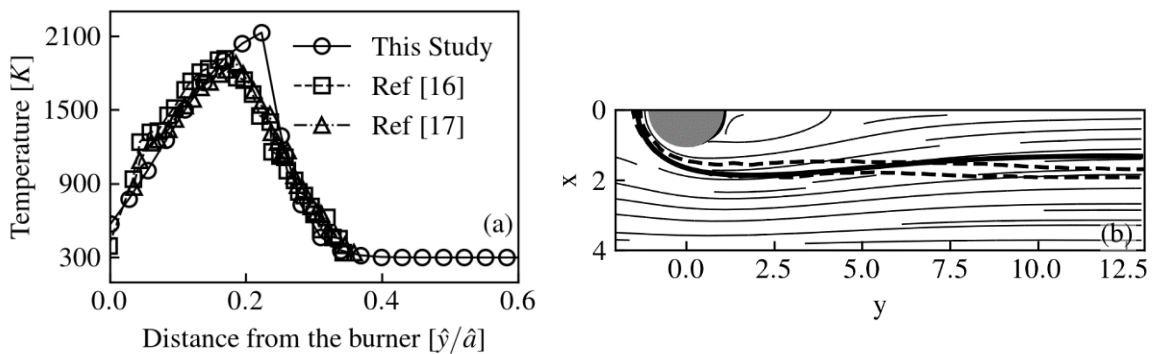 2100
1500
900
300
Temperature [K]
This Study
Ref [16]
Ref [17]
(a)
0.0 0.2 0.4 0.6
Distance from the burner [ŷ/â]
0
2
4
x
(b)
0.0 2.5 5.0 7.5 10.0 12.5
y